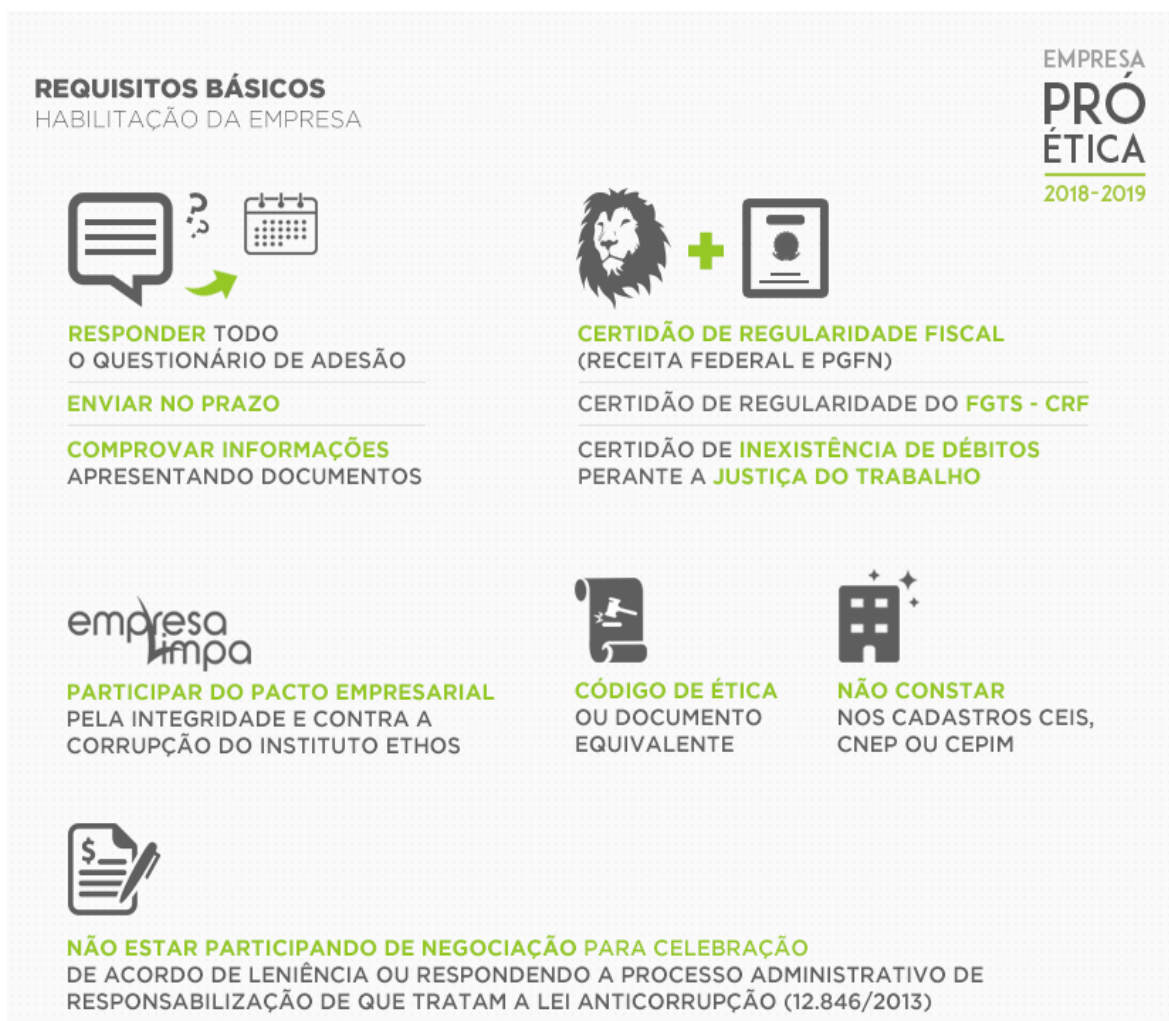 REQUISITOS BÁSICOS
HABILITAÇÃO DA EMPRESA
EMPRESA
PRÓ
ÉTICA
2018-2019
? ? ?
RESPONDER TODO
O QUESTIONÁRIO DE ADESÃO
ENVIAR NO PRAZO
COMPROVAR INFORMAÇÕES
APRESENTANDO DOCUMENTOS
CERTIDÃO DE REGULARIDADE FISCAL
(RECEITA FEDERAL E PGFN)
CERTIDÃO DE REGULARIDADE DO FGTS - CRF
CERTIDÃO DE INEXISTÊNCIA DE DÉBITOS
PERANTE A JUSTIÇA DO TRABALHO
empresa
limpa
PARTICIPAR DO PACTO EMPRESARIAL
PELA INTEGRIDADE E CONTRA A
CORRUPÇÃO DO INSTITUTO ETHOS
CÓDIGO DE ÉTICA
OU DOCUMENTO
EQUIVALENTE
NÃO CONSTAR
NOS CADASTROS CEIS,
CNEP OU CEPIM
$
NÃO ESTAR PARTICIPANDO DE NEGOCIAÇÃO PARA CELEBRAÇÃO
DE ACORDO DE LENIÊNCIA OU RESPONDENDO A PROCESSO ADMINISTRATIVO DE
RESPONSABILIZAÇÃO DE QUE TRATAM A LEI ANTICORRUPÇÃO (12.846/2013)